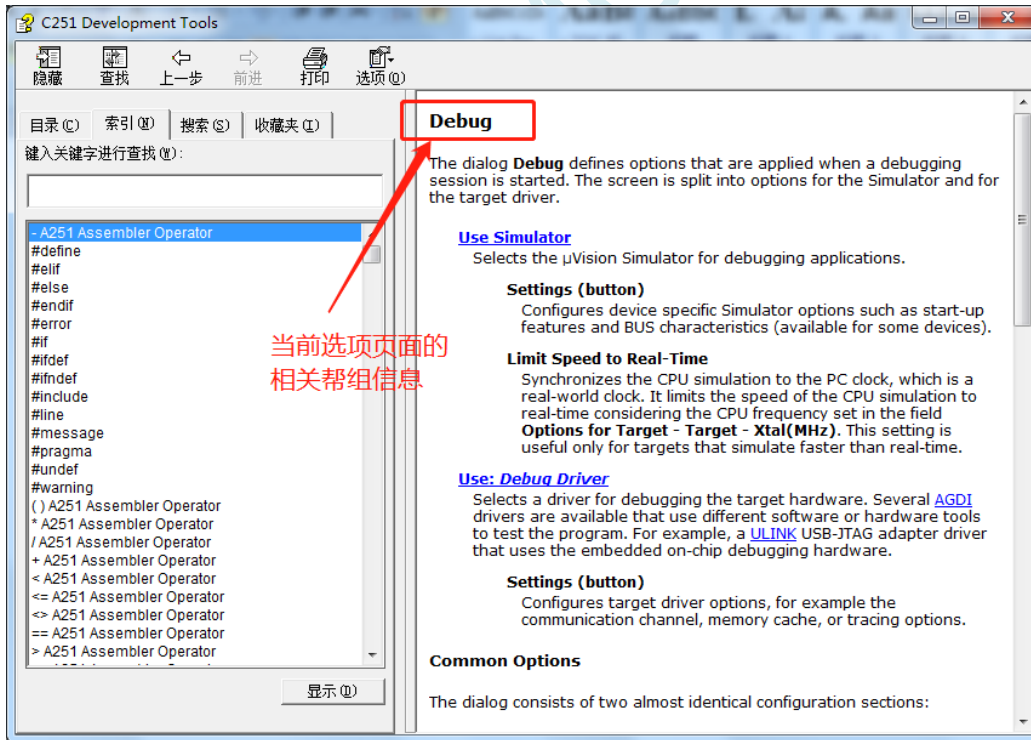 C251 Development Tools
隐藏 查找 上一步 前进 打印 选项(O)
目录(C) 索引(N) 搜索(S) 收藏夹(I)
键入关键字进行查找(W):
- A251 Assembler Operator
#define
#elif
#else
#endif
#error
#if
#ifdef
#ifndef
#include
#line
#message
#pragma
#undef
#warning
( ) A251 Assembler Operator
* A251 Assembler Operator
/ A251 Assembler Operator
+ A251 Assembler Operator
< A251 Assembler Operator
<= A251 Assembler Operator
<> A251 Assembler Operator
== A251 Assembler Operator
> A251 Assembler Operator
显示(D)
当前选项页面的
相关帮组信息
Debug
The dialog Debug defines options that are applied when a debugging
session is started. The screen is split into options for the Simulator and for
the target driver.
Use Simulator
Selects the µVision Simulator for debugging applications.
Settings (button)
Configures device specific Simulator options such as start-up
features and BUS characteristics (available for some devices).
Limit Speed to Real-Time
Synchronizes the CPU simulation to the PC clock, which is a
real-world clock. It limits the speed of the CPU simulation to
real-time considering the CPU frequency set in the field
Options for Target - Target - Xtal(MHz). This setting is
useful only for targets that simulate faster than real-time.
Use: Debug Driver
Selects a driver for debugging the target hardware. Several AGDI
drivers are available that use different software or hardware tools
to test the program. For example, a ULINK USB-JTAG adapter driver
that uses the embedded on-chip debugging hardware.
Settings (button)
Configures target driver options, for example the
communication channel, memory cache, or tracing options.
Common Options
The dialog consists of two almost identical configuration sections: